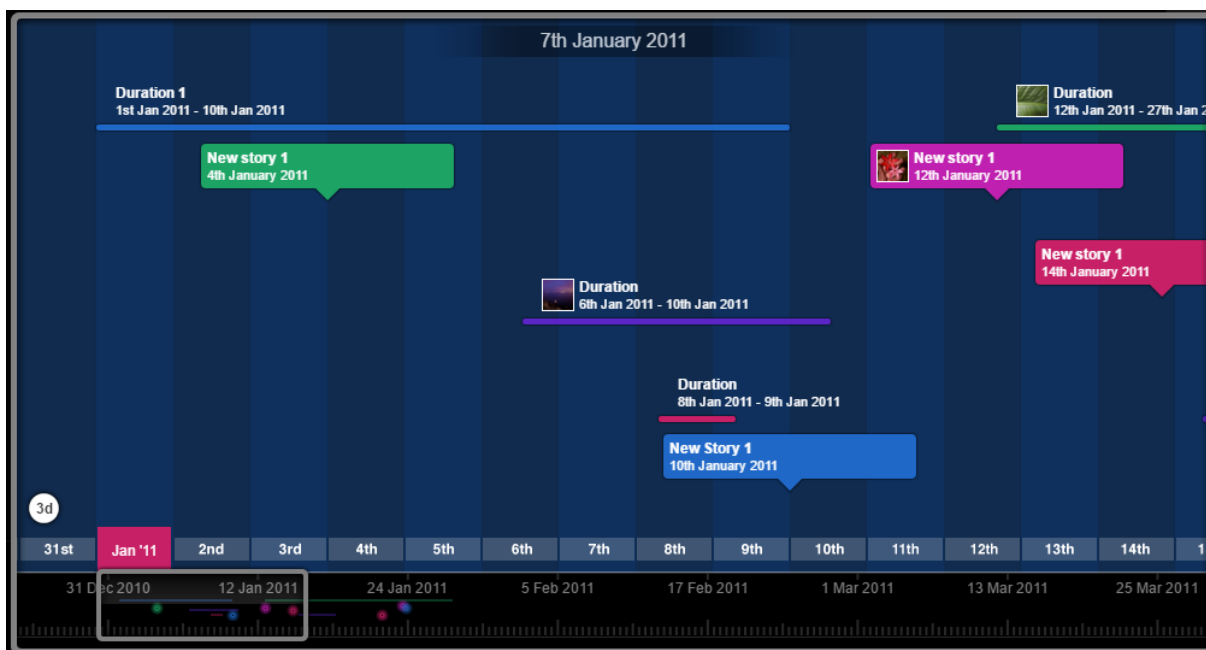 7th January 2011
Duration 1
1st Jan 2011 - 10th Jan 2011
Duration
12th Jan 2011 - 27th Jan 2
New story 1
4th January 2011
New story 1
12th January 2011
New story 1
14th January 2011
Duration
6th Jan 2011 - 10th Jan 2011
Duration
8th Jan 2011 - 9th Jan 2011
New Story 1
10th January 2011
3d
31st Jan '11 2nd 3rd 4th 5th 6th 7th 8th 9th 10th 11th 12th 13th 14th 1
31 Dec 2010 12 Jan 2011 24 Jan 2011 5 Feb 2011 17 Feb 2011 1 Mar 2011 13 Mar 2011 25 Mar 2011